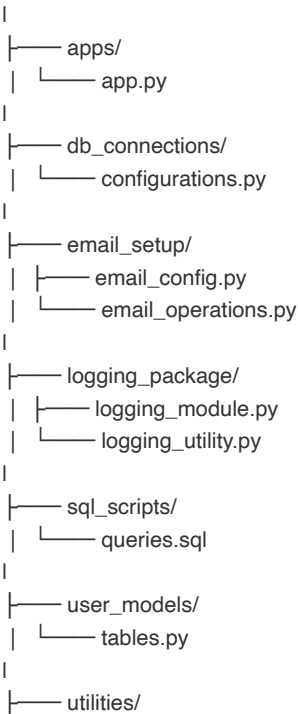 |
├── apps/
│ └── app.py
|
├── db_connections/
│ └── configurations.py
|
├── email_setup/
│ ├── email_config.py
│ └── email_operations.py
|
├── logging_package/
│ ├── logging_module.py
│ └── logging_utility.py
|
├── sql_scripts/
│ └── queries.sql
|
├── user_models/
│ └── tables.py
|
├── utilities/